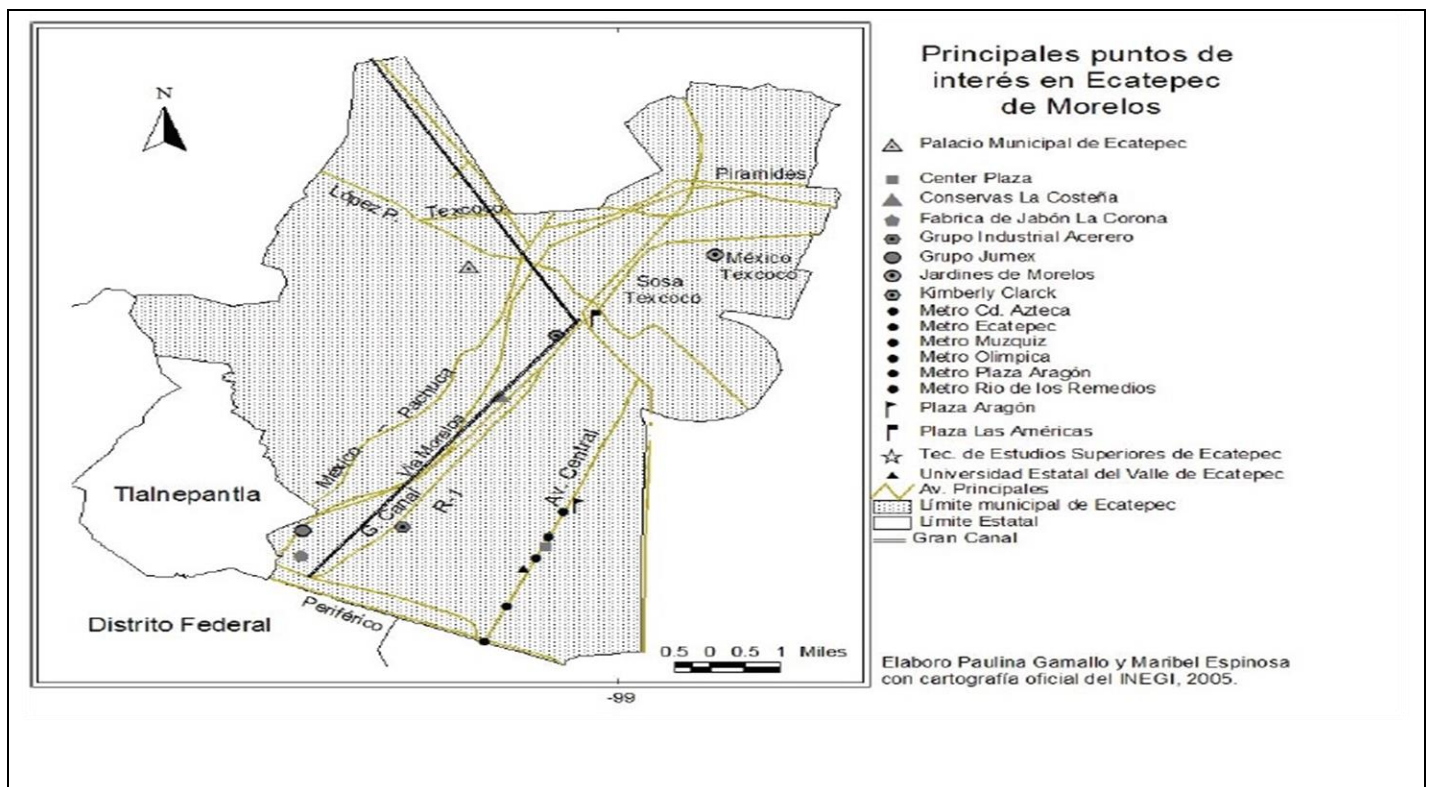 Principales puntos de
interés en Ecatepec
de Morelos
Palacio Municipal de Ecatepec
Center Plaza
Conservas La Costeña
Fabrica de Jabón La Corona
Grupo Industrial Acerero
Grupo Jumex
Jardines de Morelos
Kimberly Clarck
Metro Cd. Azteca
Metro Ecatepec
Metro Muzquiz
Metro Olimpica
Metro Plaza Aragón
Metro Rio de los Remedios
Plaza Aragón
Plaza Las Américas
Tec. de Estudios Superiores de Ecatepec
Universidad Estatal del Valle de Ecatepec
Av. Principales
Límite municipal de Ecatepec
Límite Estatal
Gran Canal
Elaboro Paulina Gamallo y Maribel Espinosa
con cartografía oficial del INEGI, 2005.
N
Piramides
López P.
Texcoco
México
Texcoco
Sosa
Texcoco
Pachuca
México
Vía Morelos
G. Canal
R-1
Av. Central
Tlalnepantla
Periférico
Distrito Federal
0.5 0 0.5 1 Miles
-99